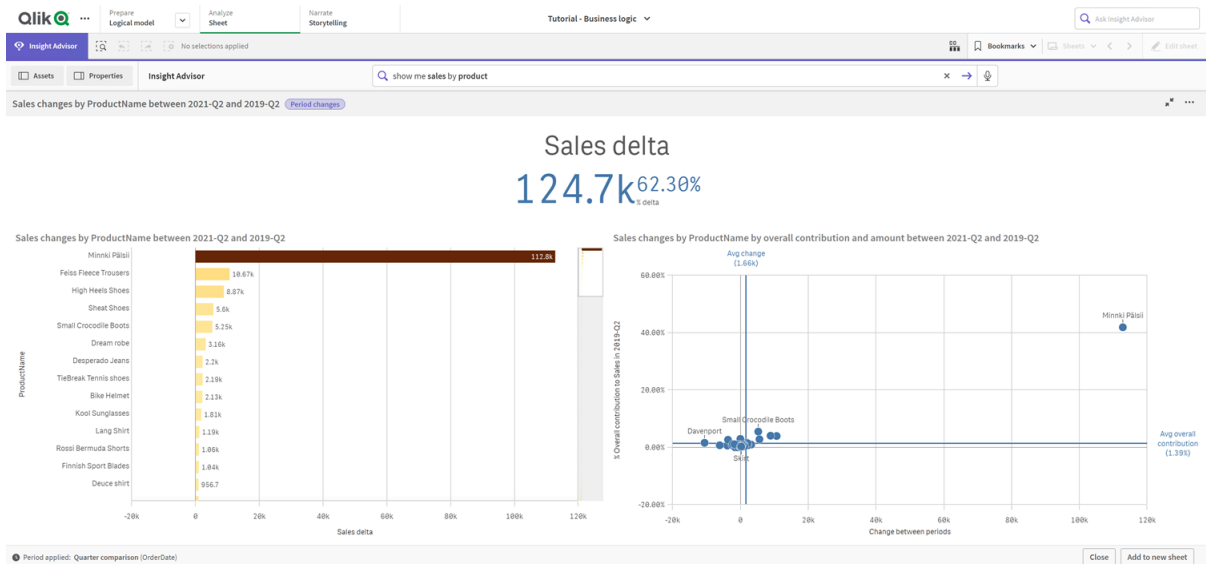 Qlik
Prepare
Logical model
Analyze
Sheet
Narrate
Storytelling
Tutorial - Business logic
Ask Insight Advisor
Insight Advisor
No selections applied
Bookmarks
Sheets
Edit sheet
Assets
Properties
Insight Advisor
show me sales by product
Sales changes by ProductName between 2021-Q2 and 2019-Q2
Period changes
Sales delta
124.7k
62.30%
% delta
Sales changes by ProductName between 2021-Q2 and 2019-Q2
ProductName
Minnki Pälsii 112.8k
Feiss Fleece Trousers 10.67k
High Heels Shoes 8.87k
Sheat Shoes 5.6k
Small Crocodile Boots 5.25k
Dream robe 3.16k
Desperado Jeans 2.2k
TieBreak Tennis shoes 2.19k
Bike Helmet 2.13k
Kool Sunglasses 1.81k
Lang Shirt 1.19k
Rossi Bermuda Shorts 1.06k
Finnish Sport Blades 1.04k
Deuce shirt 956.7
-20k 0 20k 40k 60k 80k 100k 120k
Sales delta
Sales changes by ProductName by overall contribution and amount between 2021-Q2 and 2019-Q2
Avg change
(1.66k)
% Overall contribution to Sales in 2019-Q2
60.00%
40.00%
20.00%
0.00%
-20.00%
Minnki Pälsii
Small Crocodile Boots
Davenport
Skirt
Avg overall
contribution
(1.39%)
-20k 0 20k 40k 60k 80k 100k 120k
Change between periods
Period applied: Quarter comparison (OrderDate)
Close
Add to new sheet